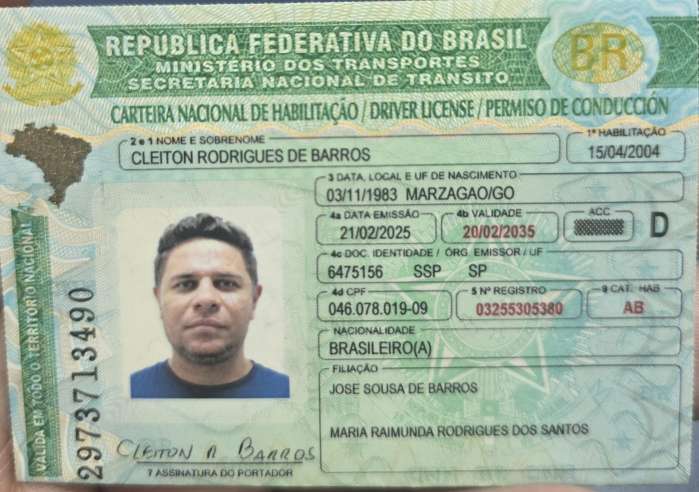 REPÚBLICA FEDERATIVA DO BRASIL
MINISTÉRIO DOS TRANSPORTES
SECRETARIA NACIONAL DE TRÂNSITO
BR
CARTEIRA NACIONAL DE HABILITAÇÃO / DRIVER LICENSE / PERMISO DE CONDUCCIÓN
2 e 1 NOME E SOBRENOME
CLEITON RODRIGUES DE BARROS
1ª HABILITAÇÃO
15/04/2004
3 DATA, LOCAL E UF DE NASCIMENTO
03/11/1983 MARZAGAO/GO
4a DATA EMISSÃO
21/02/2025
4b VALIDADE
20/02/2035
ACC
D
4c DOC. IDENTIDADE / ÓRG. EMISSOR / UF
6475156 SSP SP
4d CPF
046.078.019-09
5 Nº REGISTRO
03255305380
9 CAT. HAB
AB
NACIONALIDADE
BRASILEIRO(A)
FILIAÇÃO
JOSE SOUSA DE BARROS
MARIA RAIMUNDA RODRIGUES DOS SANTOS
VALIDA EM TODO O TERRITÓRIO NACIONAL
2973713490
CLEITON R BARROS
7 ASSINATURA DO PORTADOR